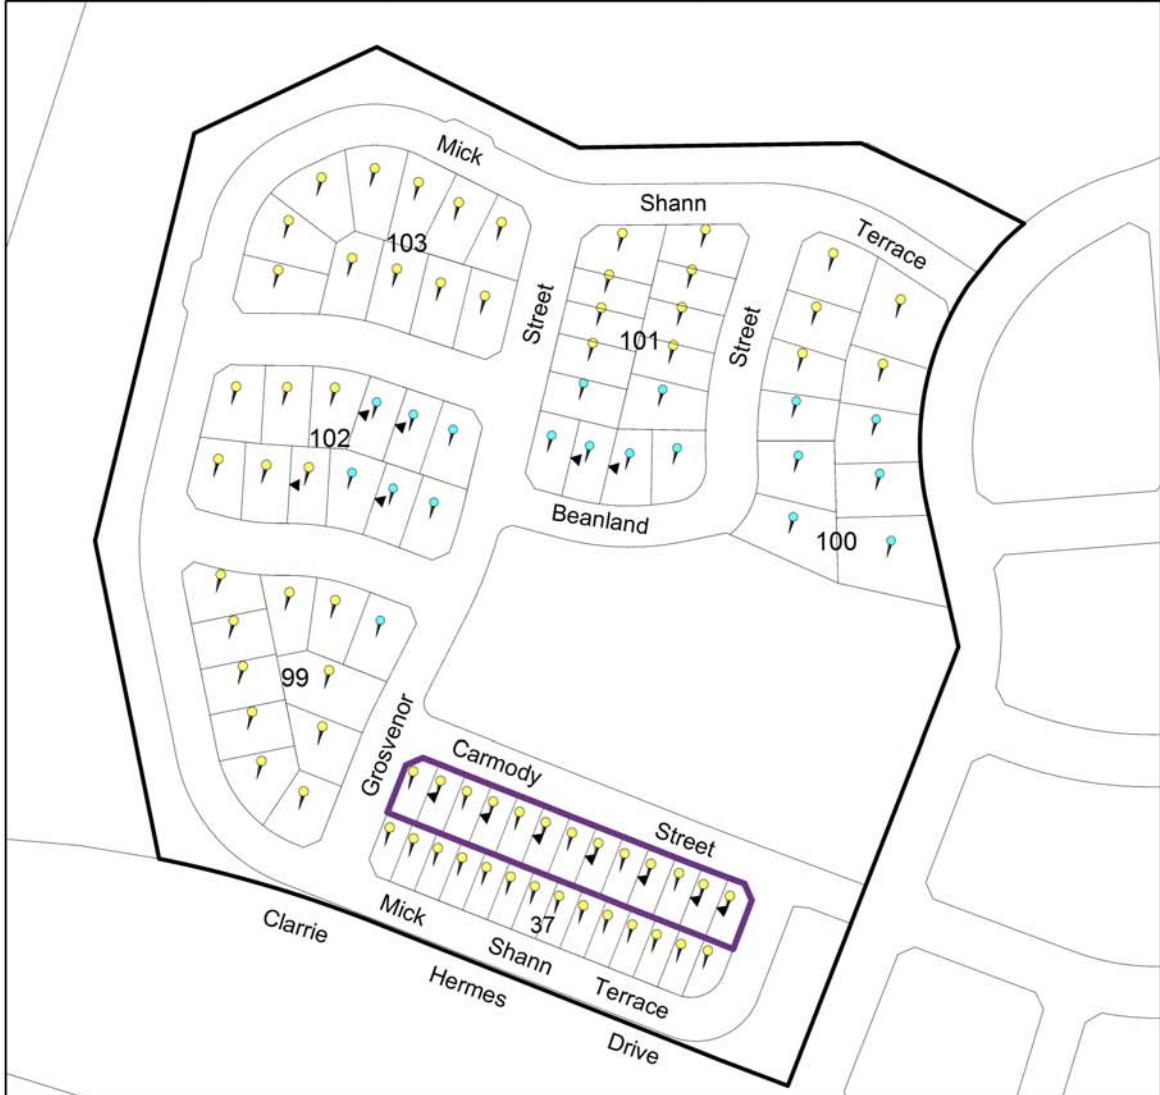 Mick
Shann
Terrace
103
Street
101
Street
102
Beanland
100
99
Grosvenor
Carmody
Street
37
Mick
Shann
Terrace
Clarrie
Hermes
Drive